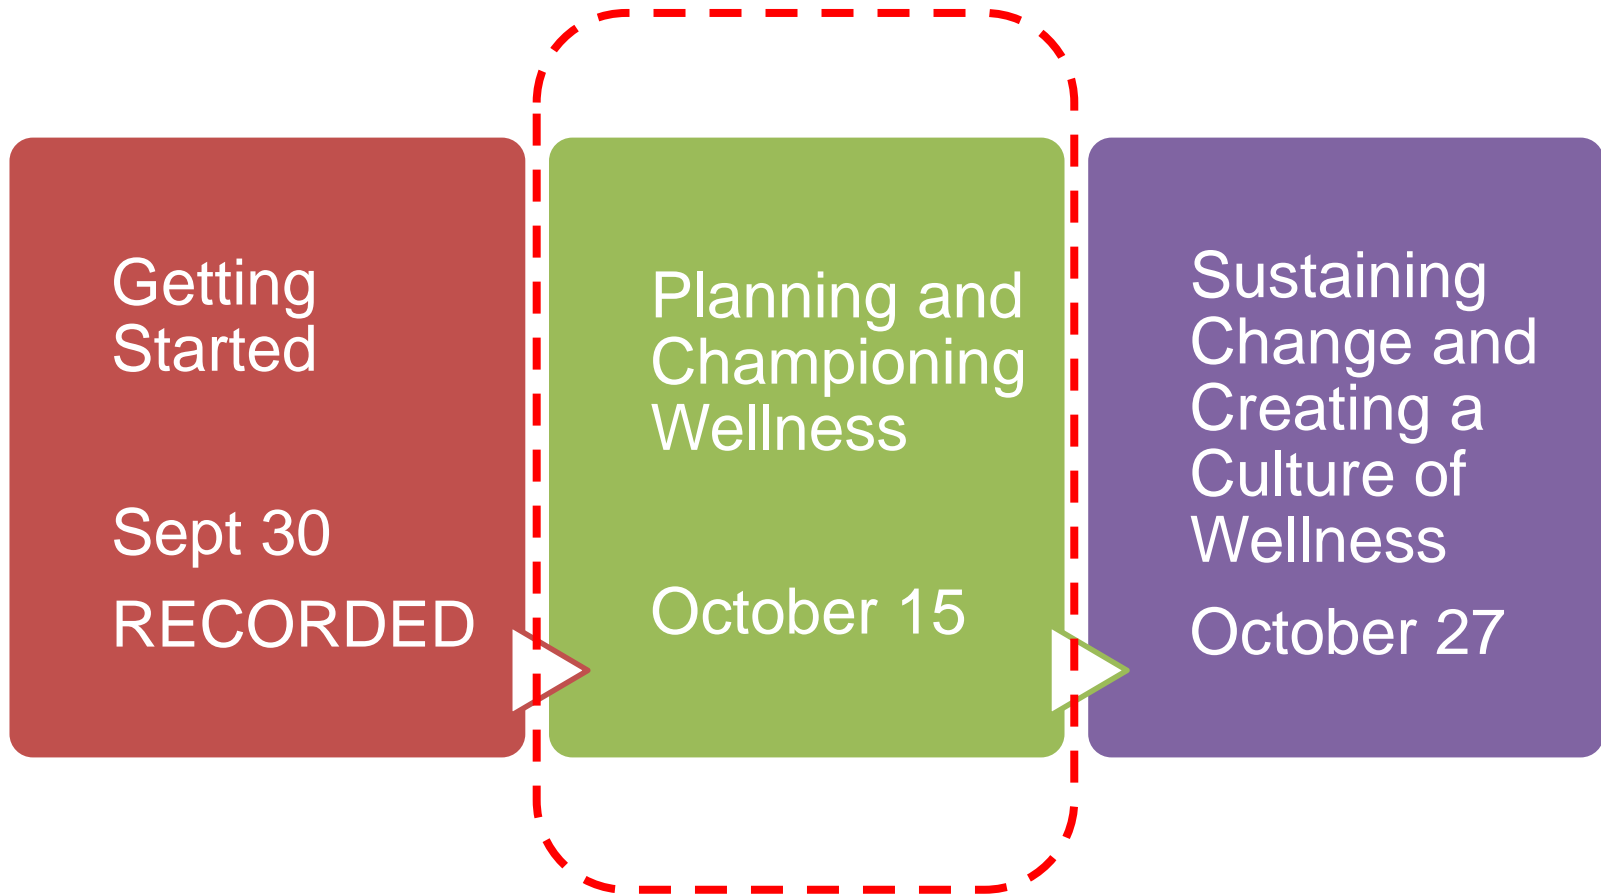 Getting
Started
Sept 30
RECORDED
Planning and
Championing
Wellness
October 15
Sustaining
Change and
Creating a
Culture of
Wellness
October 27